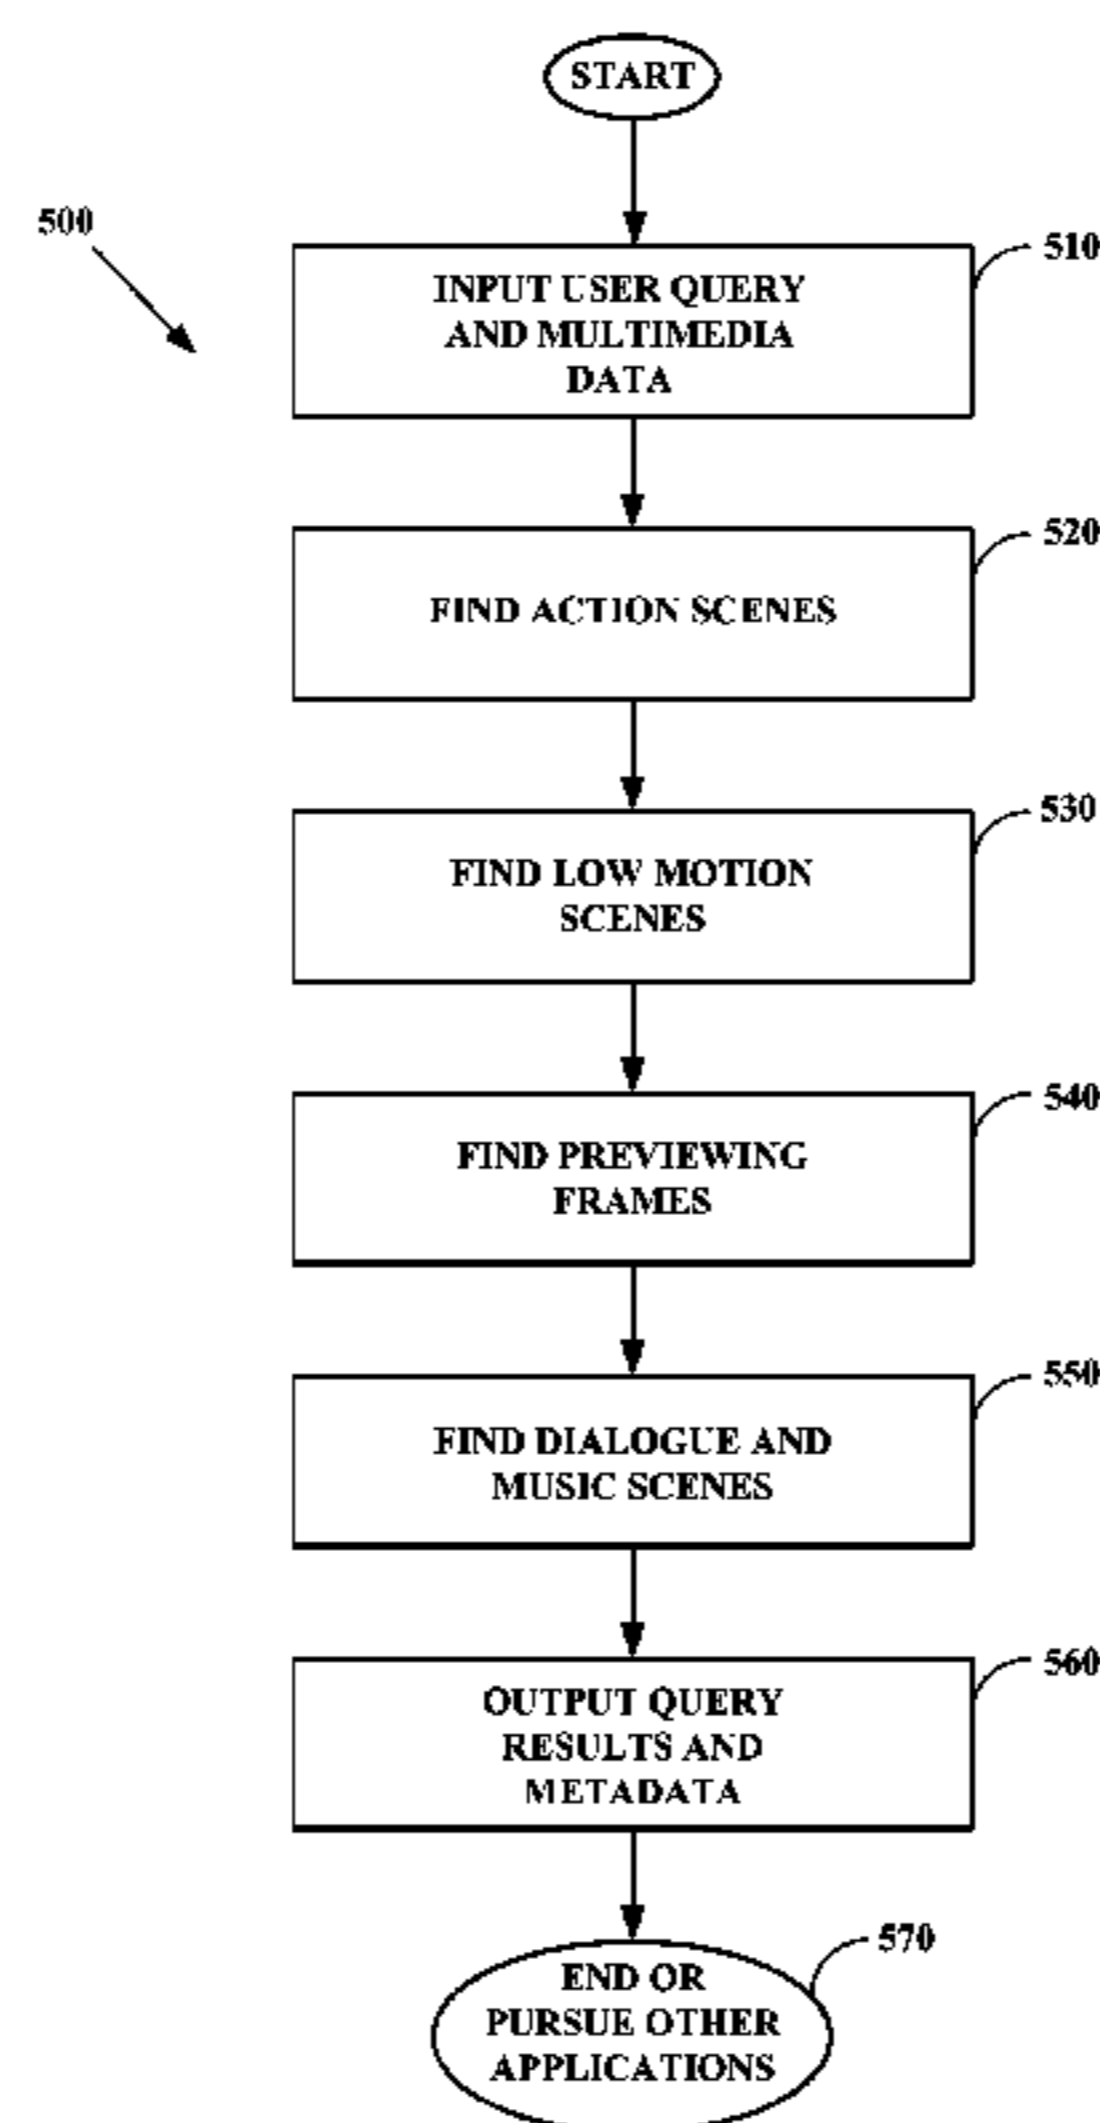 START
500
510
INPUT USER QUERY
AND MULTIMEDIA
DATA
520
FIND ACTION SCENES
530
FIND LOW MOTION
SCENES
540
FIND PREVIEWING
FRAMES
550
FIND DIALOGUE AND
MUSIC SCENES
560
OUTPUT QUERY
RESULTS AND
METADATA
570
END OR
PURSUE OTHER
APPLICATIONS